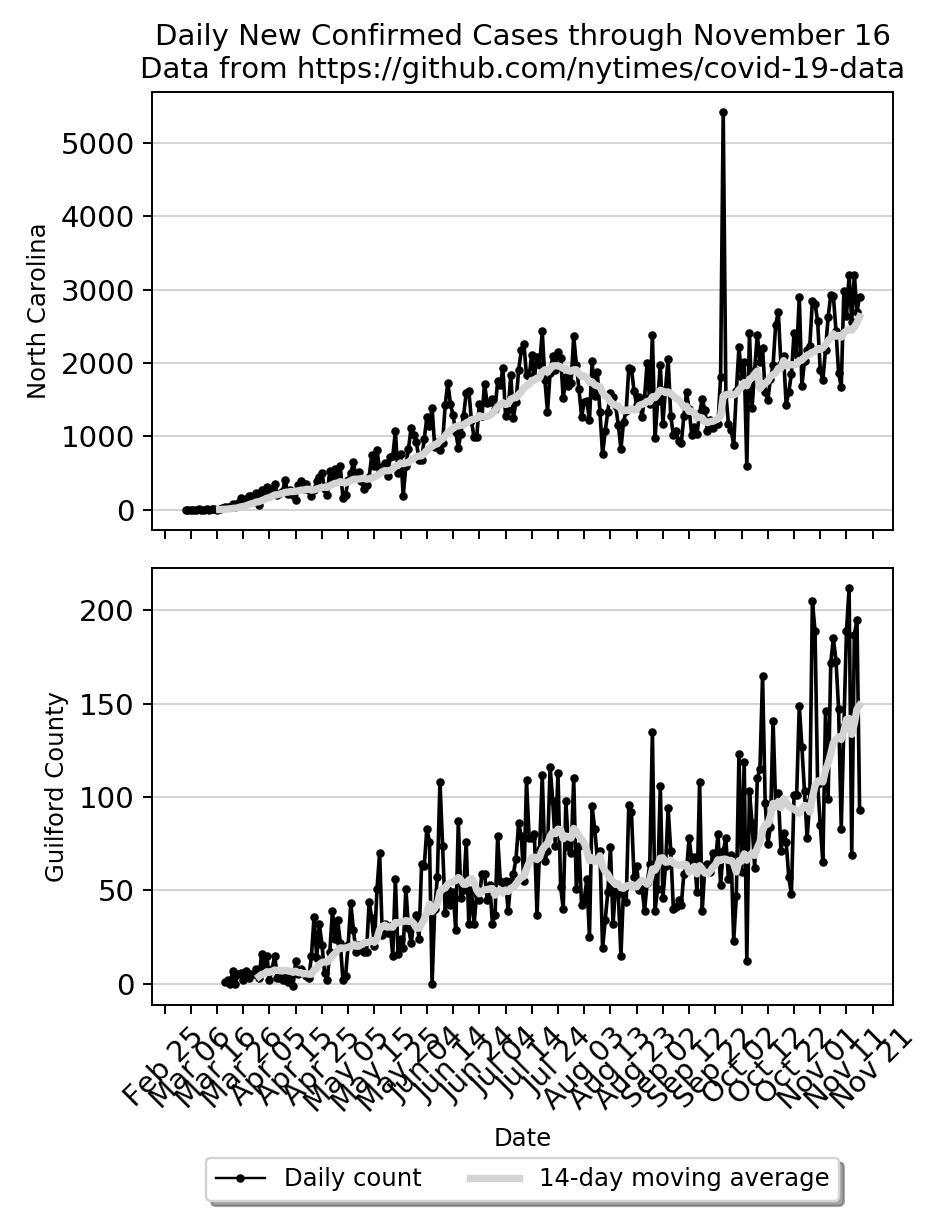 Daily New Confirmed Cases through November 16
Data from https://github.com/nytimes/covid-19-data
North Carolina
5000
4000
3000
2000
1000
0
Guilford County
200
150
100
50
0
Feb 25
Mar 06
Mar 16
Mar 26
Apr 05
Apr 15
Apr 25
May 05
May 15
May 25
Jun 04
Jun 14
Jun 24
Jul 04
Jul 14
Jul 24
Aug 03
Aug 13
Aug 23
Sep 02
Sep 12
Sep 22
Oct 02
Oct 12
Oct 22
Nov 01
Nov 11
Nov 21
Date
Daily count
14-day moving average